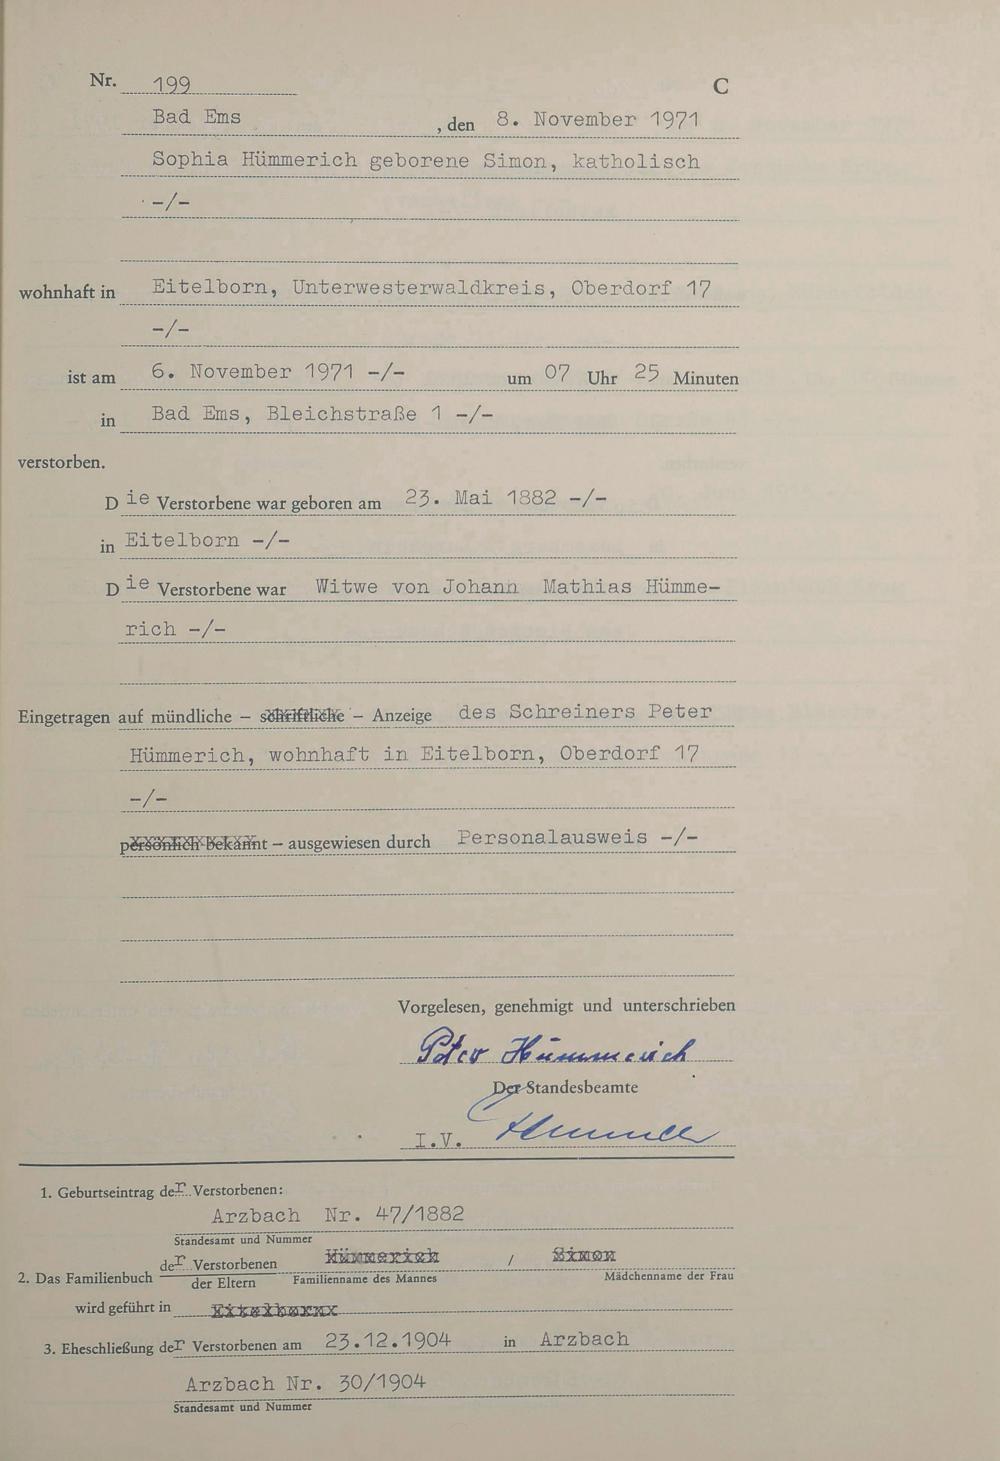 Nr. 199 C
Bad Ems , den 8. November 1971
Sophia Hümmerich geborene Simon, katholisch
-/-
wohnhaft in Eitelborn, Unterwesterwaldkreis, Oberdorf 17
-/-
ist am 6. November 1971 -/- um 07 Uhr 25 Minuten
in Bad Ems, Bleichstraße 1 -/-
verstorben.
Die Verstorbene war geboren am 23. Mai 1882 -/-
in Eitelborn -/-
Die Verstorbene war Witwe von Johann Mathias Hümme-
rich -/-
Eingetragen auf mündliche – schriftliche – Anzeige des Schreiners Peter
Hümmerich, wohnhaft in Eitelborn, Oberdorf 17
-/-
persönlich bekannt – ausgewiesen durch Personalausweis -/-
Vorgelesen, genehmigt und unterschrieben
Peter Hümmerich
Der Standesbeamte
I.V.
1. Geburtseintrag der Verstorbenen:
Arzbach Nr. 47/1882
Standesamt und Nummer
2. Das Familienbuch der Verstorbenen / der Eltern Hümmerich / Simon
Familienname des Mannes Mädchenname der Frau
wird geführt in Eitelborn
3. Eheschließung der Verstorbenen am 23.12.1904 in Arzbach
Arzbach Nr. 30/1904
Standesamt und Nummer